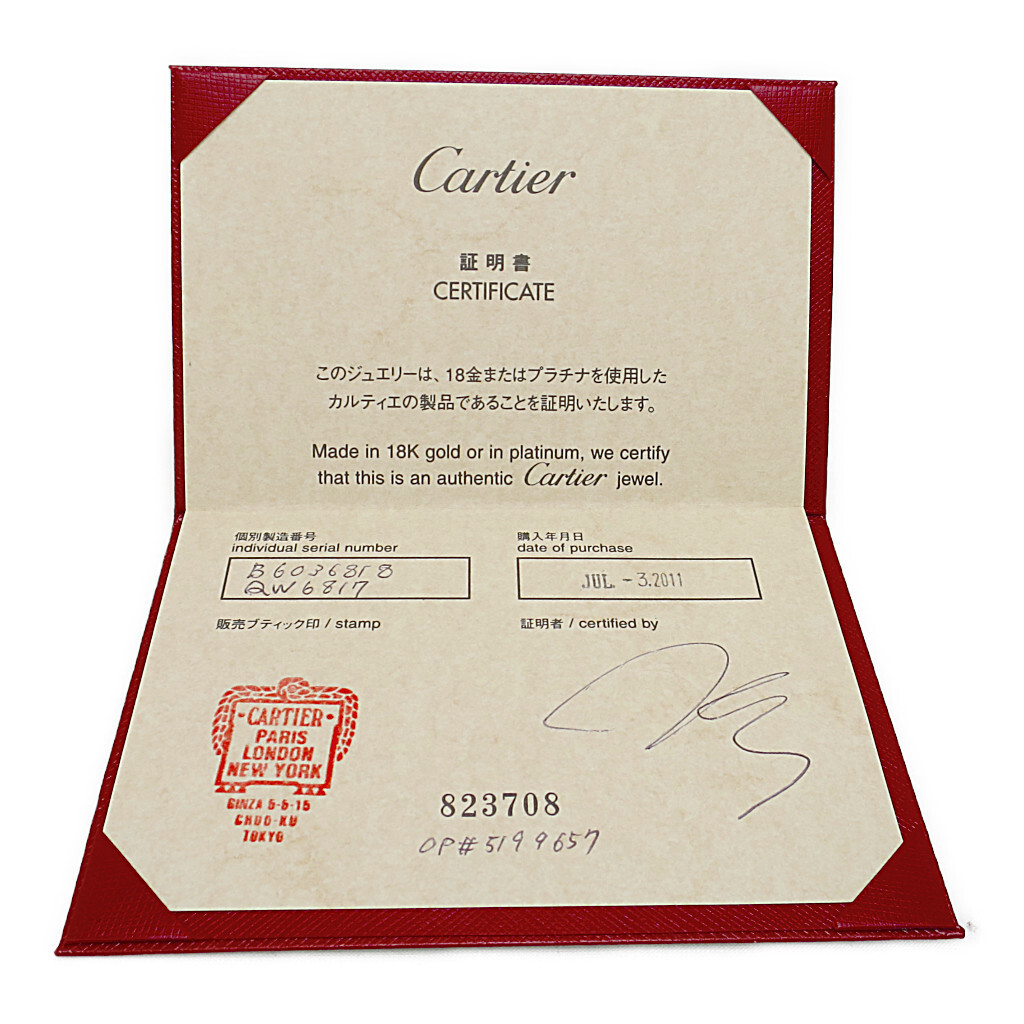 Cartier
証明書
CERTIFICATE
このジュエリーは、18金またはプラチナを使用した
カルティエの製品であることを証明いたします。
Made in 18K gold or in platinum, we certify
that this is an authentic Cartier jewel.
個別製造番号
individual serial number
B6036818
QW6817
購入年月日
date of purchase
JUL - 3.2011
販売ブティック印 / stamp
証明者 / certified by
·CARTIER·
PARIS
LONDON
NEW YORK
GINZA 5-5-15
CHUO-KU
TOKYO
823708
OP#5199657